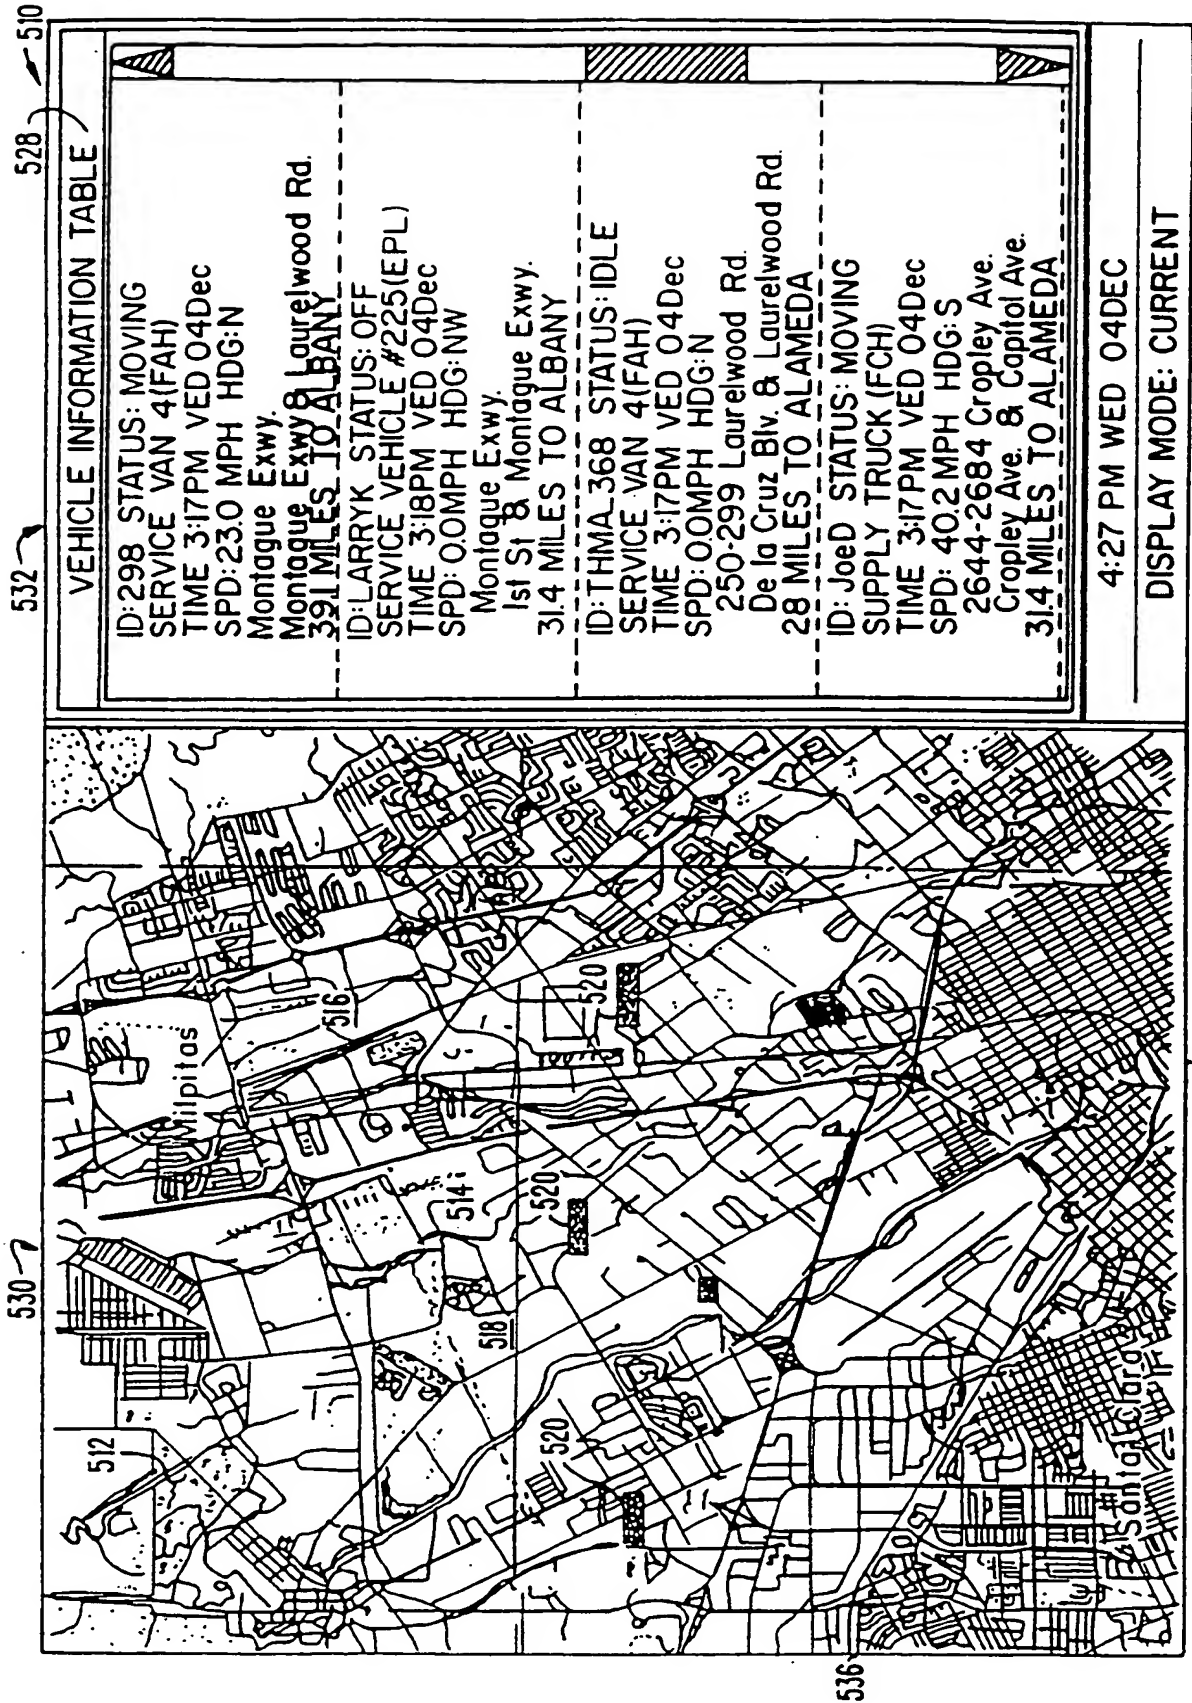 510
528
532
530
VEHICLE INFORMATION TABLE
ID:298 STATUS: MOVING
SERVICE VAN 4(FAH)
TIME 3:17PM VED 04Dec
SPD:23.0 MPH HDG:N
Montague Exwy.
Montague Exwy & Laurelwood Rd.
39.1 MILES TO ALBANY
ID:LARRYK STATUS: OFF
SERVICE VEHICLE #225(EPL)
TIME 3:18PM VED 04Dec
SPD: 0.0MPH HDG:NW
Montague Exwy.
1st St & Montague Exwy.
31.4 MILES TO ALBANY
ID: THMA_368 STATUS: IDLE
SERVICE VAN 4(FAH)
TIME 3:17PM VED 04Dec
SPD:0.0MPH HDG:N
250-299 Laurelwood Rd.
De la Cruz Blv. & Laurelwood Rd.
28 MILES TO ALAMEDA
ID: JoeD STATUS: MOVING
SUPPLY TRUCK (FCH)
TIME 3:17PM VED 04Dec
SPD: 40.2 MPH HDG:S
2644-2684 Cropley Ave.
Cropley Ave. & Capitol Ave.
31.4 MILES TO ALAMEDA
4:27 PM WED 04DEC
DISPLAY MODE: CURRENT
512
Milpitas
516
514
518
520
520
520
Santa Clara
536